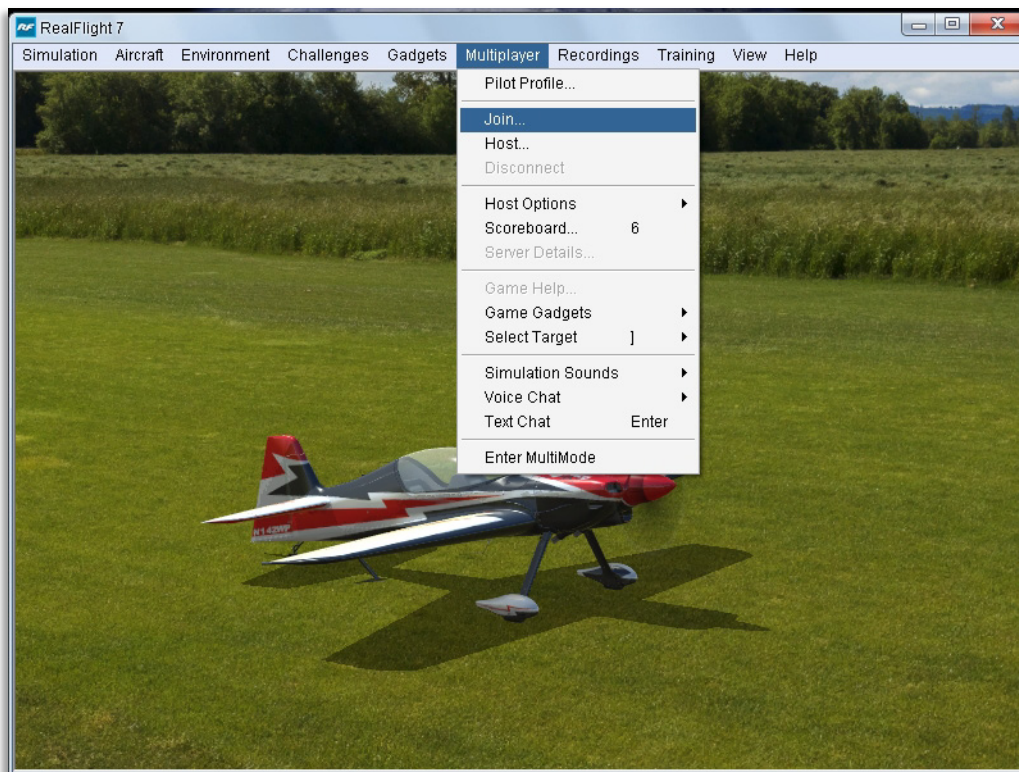 RF RealFlight 7
Simulation Aircraft Environment Challenges Gadgets Multiplayer Recordings Training View Help
Pilot Profile...
Join...
Host...
Disconnect
Host Options
Scoreboard... 6
Server Details...
Game Help...
Game Gadgets
Select Target ]
Simulation Sounds
Voice Chat
Text Chat Enter
Enter MultiMode
N142WP